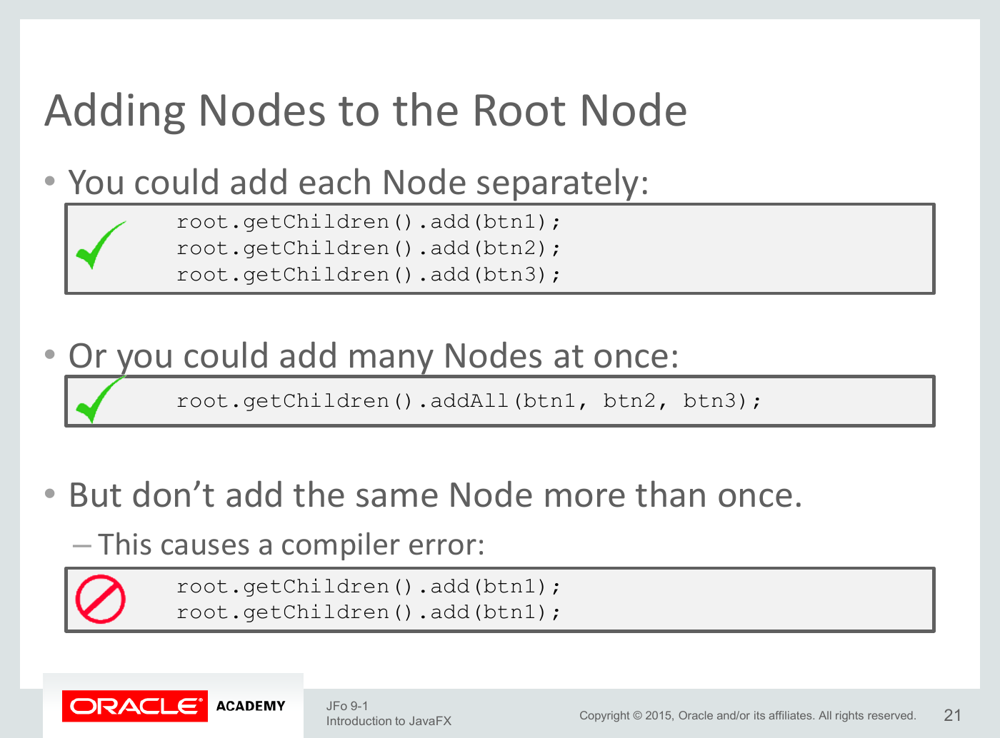 Adding Nodes to the Root Node
• You could add each Node separately:
root.getChildren().add(btn1);
root.getChildren().add(btn2);
root.getChildren().add(btn3);
• Or you could add many Nodes at once:
root.getChildren().addAll(btn1, btn2, btn3);
• But don’t add the same Node more than once.
– This causes a compiler error:
root.getChildren().add(btn1);
root.getChildren().add(btn1);
ORACLE® ACADEMY
JFo 9-1
Introduction to JavaFX
Copyright © 2015, Oracle and/or its affiliates. All rights reserved.
21